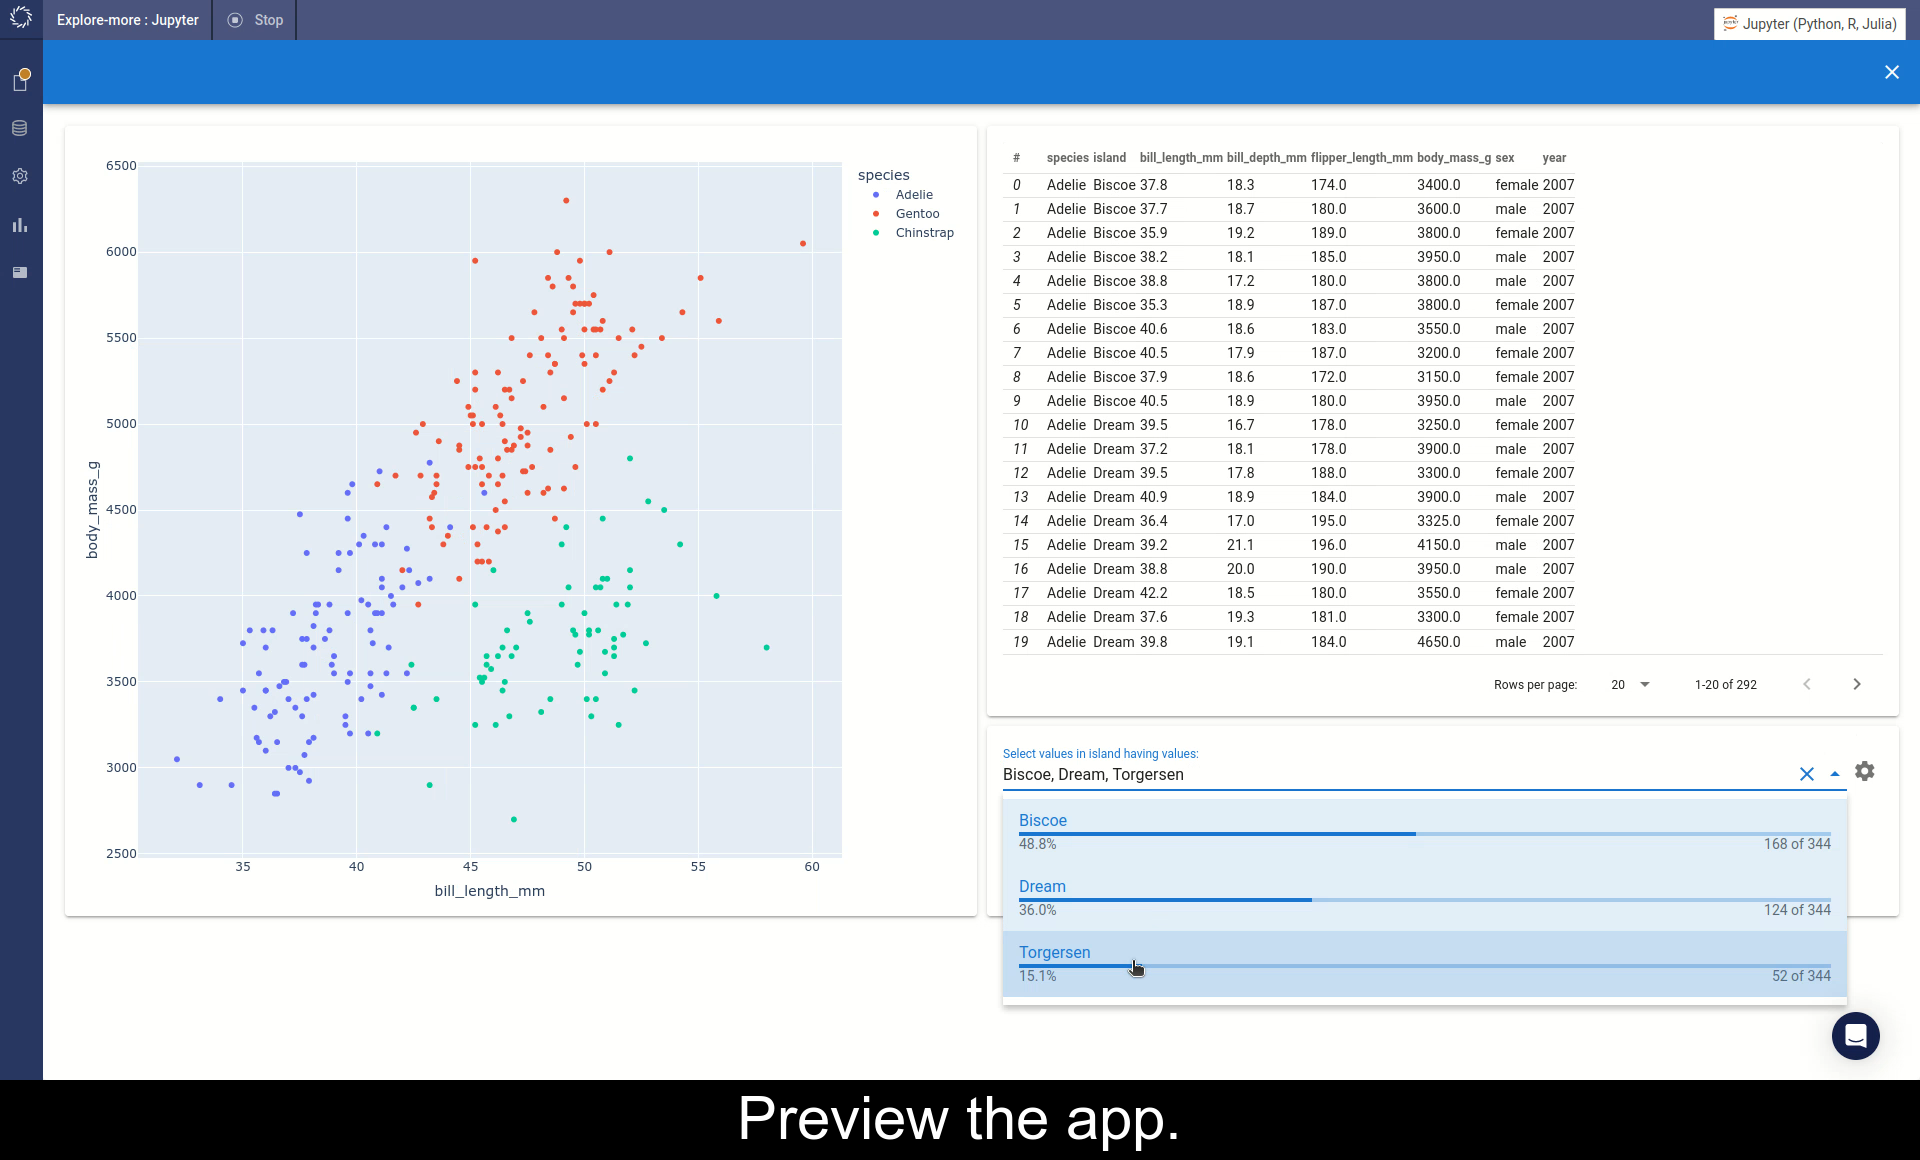 Explore-more : Jupyter
Stop
Jupyter (Python, R, Julia)
6500
6000
5500
5000
4500
4000
3500
3000
2500
body_mass_g
35 40 45 50 55 60
bill_length_mm
species
Adelie
Gentoo
Chinstrap
# species island bill_length_mm bill_depth_mm flipper_length_mm body_mass_g sex year
0 Adelie Biscoe 37.8 18.3 174.0 3400.0 female 2007
1 Adelie Biscoe 37.7 18.7 180.0 3600.0 male 2007
2 Adelie Biscoe 35.9 19.2 189.0 3800.0 female 2007
3 Adelie Biscoe 38.2 18.1 185.0 3950.0 male 2007
4 Adelie Biscoe 38.8 17.2 180.0 3800.0 male 2007
5 Adelie Biscoe 35.3 18.9 187.0 3800.0 female 2007
6 Adelie Biscoe 40.6 18.6 183.0 3550.0 male 2007
7 Adelie Biscoe 40.5 17.9 187.0 3200.0 female 2007
8 Adelie Biscoe 37.9 18.6 172.0 3150.0 female 2007
9 Adelie Biscoe 40.5 18.9 180.0 3950.0 male 2007
10 Adelie Dream 39.5 16.7 178.0 3250.0 female 2007
11 Adelie Dream 37.2 18.1 178.0 3900.0 male 2007
12 Adelie Dream 39.5 17.8 188.0 3300.0 female 2007
13 Adelie Dream 40.9 18.9 184.0 3900.0 male 2007
14 Adelie Dream 36.4 17.0 195.0 3325.0 female 2007
15 Adelie Dream 39.2 21.1 196.0 4150.0 male 2007
16 Adelie Dream 38.8 20.0 190.0 3950.0 male 2007
17 Adelie Dream 42.2 18.5 180.0 3550.0 female 2007
18 Adelie Dream 37.6 19.3 181.0 3300.0 female 2007
19 Adelie Dream 39.8 19.1 184.0 4650.0 male 2007
Rows per page: 20 1-20 of 292
Select values in island having values:
Biscoe, Dream, Torgersen
Biscoe
48.8% 168 of 344
Dream
36.0% 124 of 344
Torgersen
15.1% 52 of 344
Preview the app.